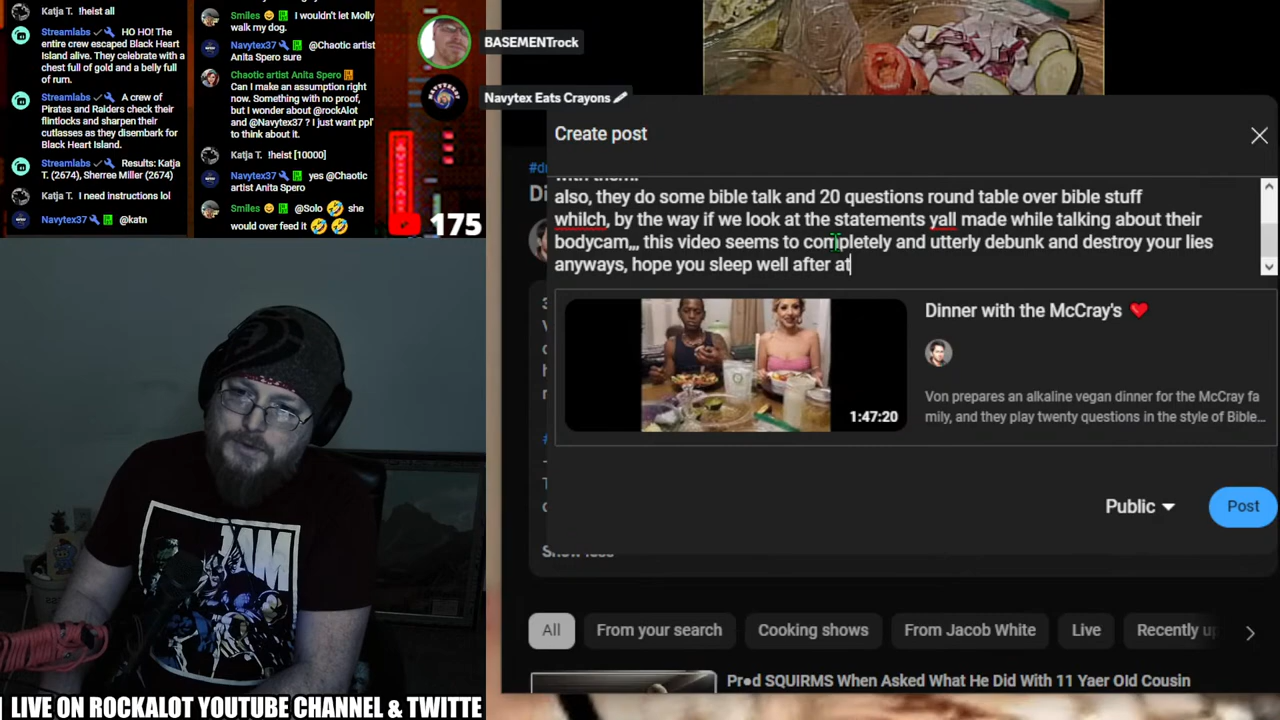 Katja T. !heist all
Streamlabs HO HO! The
entire crew escaped Black Heart
Island alive. They celebrate with a
chest full of gold and a belly full
of rum.
Streamlabs A crew of
Pirates and Raiders check their
flintlocks and sharpen their
cutlasses as they disembark for
Black Heart Island.
Streamlabs Results: Katja
T. (2674), Sherree Miller (2674)
Katja T. I need instructions lol
Navytex37 @katn
Smiles I wouldn't let Molly
walk my dog.
Navytex37 @Chaotic artist
Anita Spero sure
Chaotic artist Anita Spero
Can I make an assumption right
now. Something with no proof,
but I wonder about @rockAlot
and @Navytex37 ? I just want ppl'
to think about it.
Katja T. !heist [10000]
Navytex37 yes @Chaotic
artist Anita Spero
Smiles @Solo she
would over feed it
BASEMENTrock
NAVYTEX37
Navytex Eats Crayons
175
Create post
with them.
also, they do some bible talk and 20 questions round table over bible stuff
whilch, by the way if we look at the statements yall made while talking about their
bodycam,,, this video seems to completely and utterly debunk and destroy your lies
anyways, hope you sleep well after at
Dinner with the McCray's
1:47:20
Von prepares an alkaline vegan dinner for the McCray fa
mily, and they play twenty questions in the style of Bible...
Public
Post
Show less
All
From your search
Cooking shows
From Jacob White
Live
Recently up
Pr●d SQUIRMS When Asked What He Did With 11 Yaer Old Cousin
LIVE ON ROCKALOT YOUTUBE CHANNEL & TWITTE